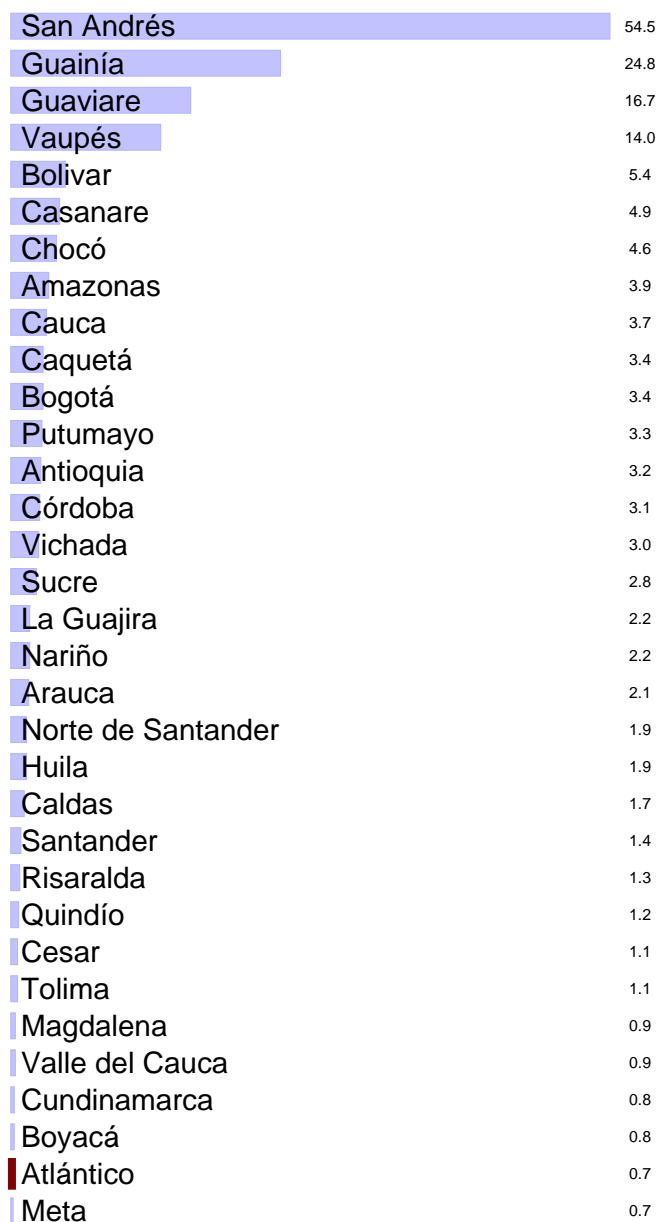 San Andrés 54.5
Guainía 24.8
Guaviare 16.7
Vaupés 14.0
Bolivar 5.4
Casanare 4.9
Chocó 4.6
Amazonas 3.9
Cauca 3.7
Caquetá 3.4
Bogotá 3.4
Putumayo 3.3
Antioquia 3.2
Córdoba 3.1
Vichada 3.0
Sucre 2.8
La Guajira 2.2
Nariño 2.2
Arauca 2.1
Norte de Santander 1.9
Huila 1.9
Caldas 1.7
Santander 1.4
Risaralda 1.3
Quindío 1.2
Cesar 1.1
Tolima 1.1
Magdalena 0.9
Valle del Cauca 0.9
Cundinamarca 0.8
Boyacá 0.8
Atlántico 0.7
Meta 0.7